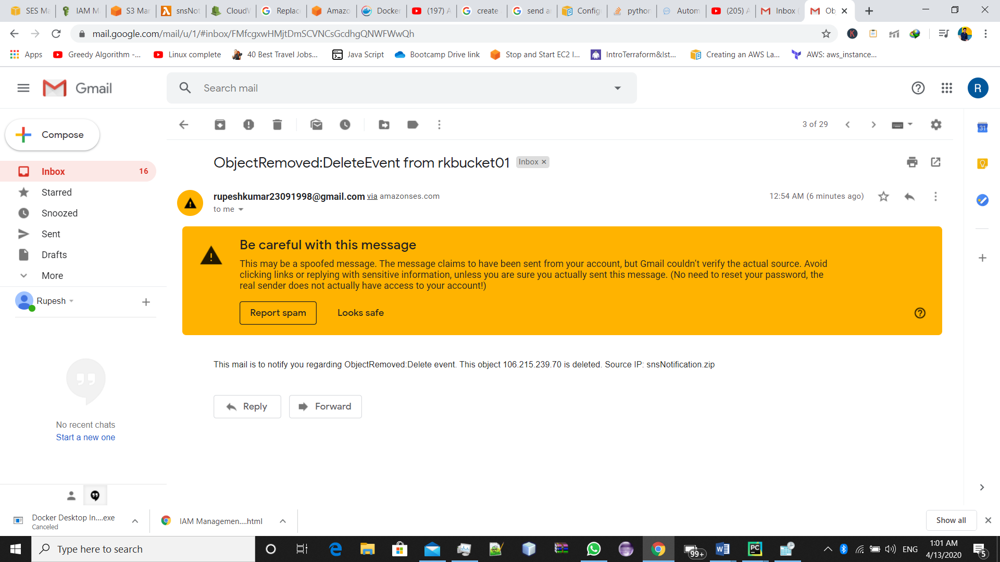 SES Ma
IAM M
S3 Mar
snsNot
CloudW
Replac
Amazo
Docker
(197) A
create
send a
Config
python
Autom
(205) A
Inbox (
Ob
mail.google.com/mail/u/1/#inbox/FMfcgxwHMjtDmSCVNCsGcdhgQNWFWwQh
Apps
Greedy Algorithm -...
Linux complete
40 Best Travel Jobs...
Java Script
Bootcamp Drive link
Stop and Start EC2 I...
IntroTerraform&Ist...
Creating an AWS La...
AWS: aws_instance...
Gmail
Search mail
R
Compose
3 of 29
31
Inbox 16
Starred
Snoozed
Sent
Drafts
More
Rupesh
No recent chats
Start a new one
ObjectRemoved:DeleteEvent from rkbucket01 Inbox ×
rupeshkumar23091998@gmail.com via amazonses.com
12:54 AM (6 minutes ago)
to me
Be careful with this message
This may be a spoofed message. The message claims to have been sent from your account, but Gmail couldn't verify the actual source. Avoid
clicking links or replying with sensitive information, unless you are sure you actually sent this message. (No need to reset your password, the
real sender does not actually have access to your account!)
Report spam
Looks safe
This mail is to notify you regarding ObjectRemoved:Delete event. This object 106.215.239.70 is deleted. Source IP: snsNotification.zip
Reply
Forward
Docker Desktop In....exe
Canceled
IAM Managemen....html
Show all
Type here to search
99+
PC
ENG
1:01 AM
4/13/2020
5